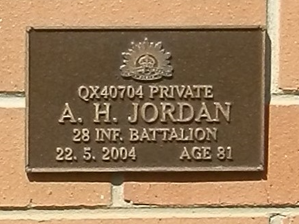 QX40704 PRIVATE
A. H. JORDAN
28 INF. BATTALION
22. 5. 2004 AGE 81